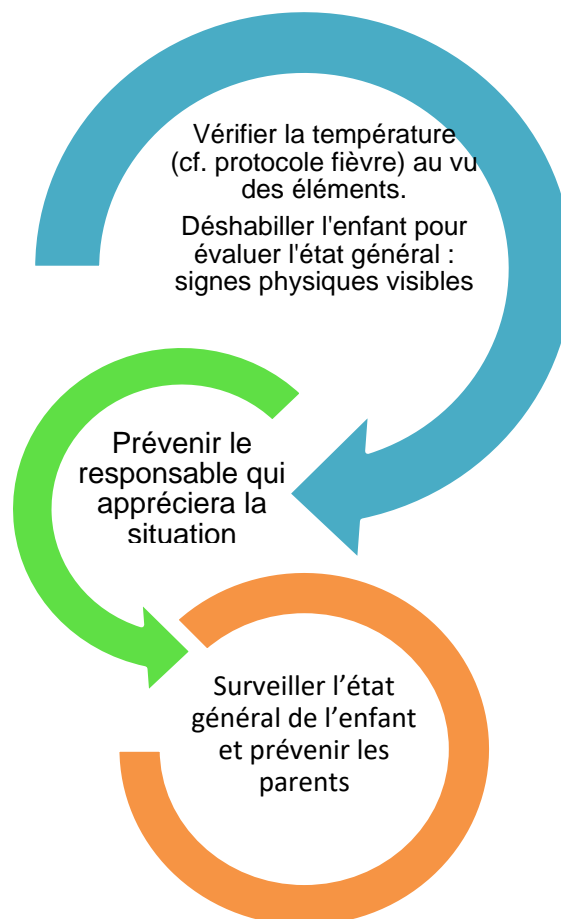 Vérifier la température
(cf. protocole fièvre) au vu
des éléments.
Déshabiller l'enfant pour
évaluer l'état général :
signes physiques visibles
Prévenir le
responsable qui
appréciera la
situation
Surveiller l’état
général de l’enfant
et prévenir les
parents